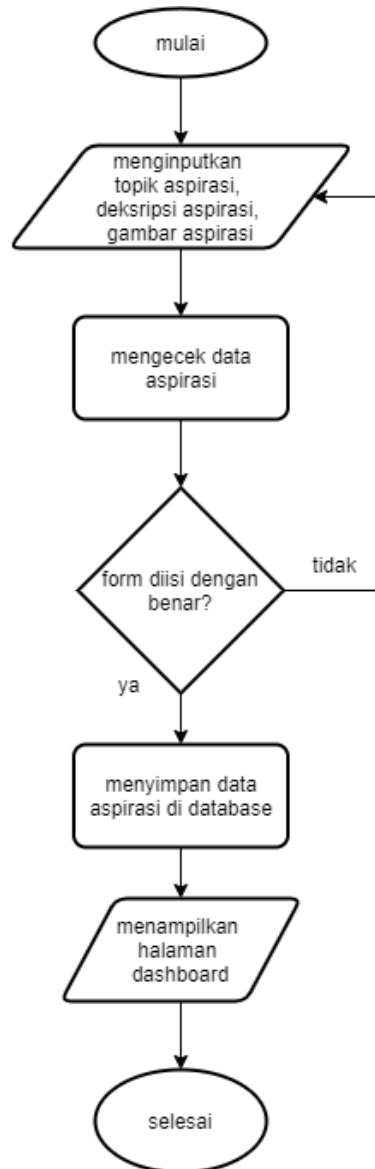 mulai
menginputkan
topik aspirasi,
deksripsi aspirasi,
gambar aspirasi
mengecek data
aspirasi
form diisi dengan
benar?
tidak
ya
menyimpan data
aspirasi di database
menampilkan
halaman
dashboard
selesai